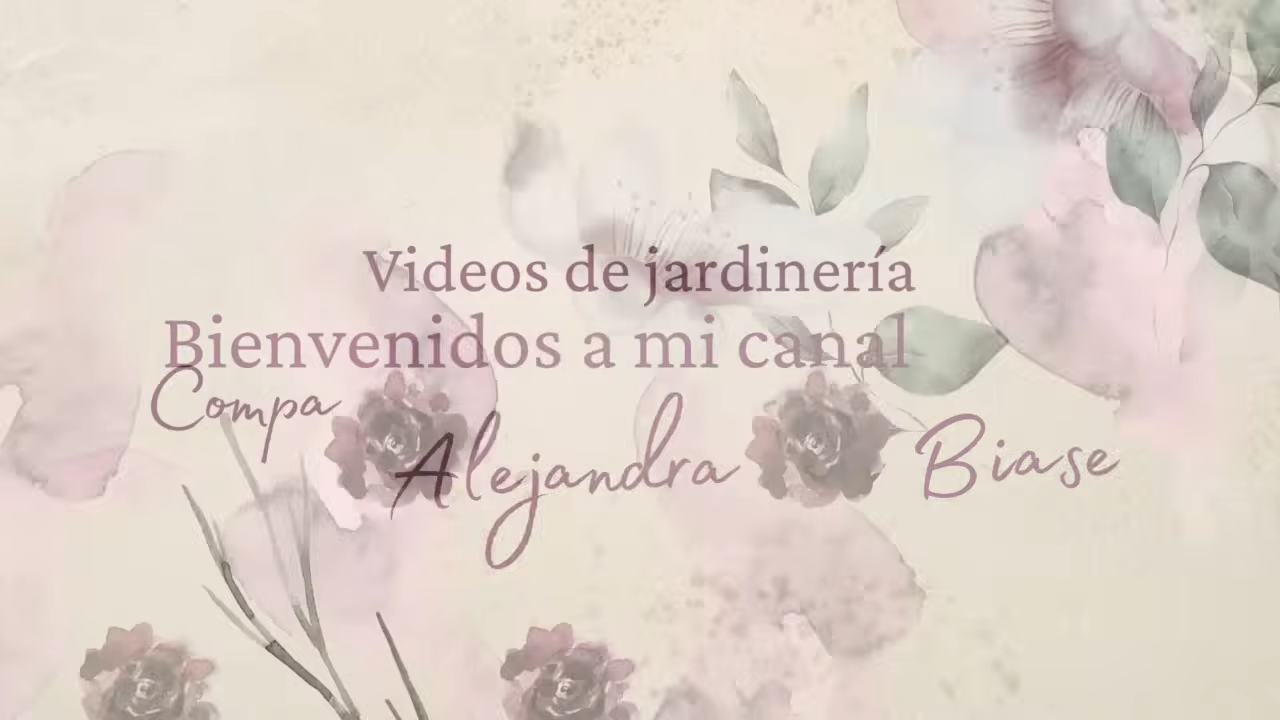 Videos de jardinería
Bienvenidos a mi canal
Compa
Alejandra Biase